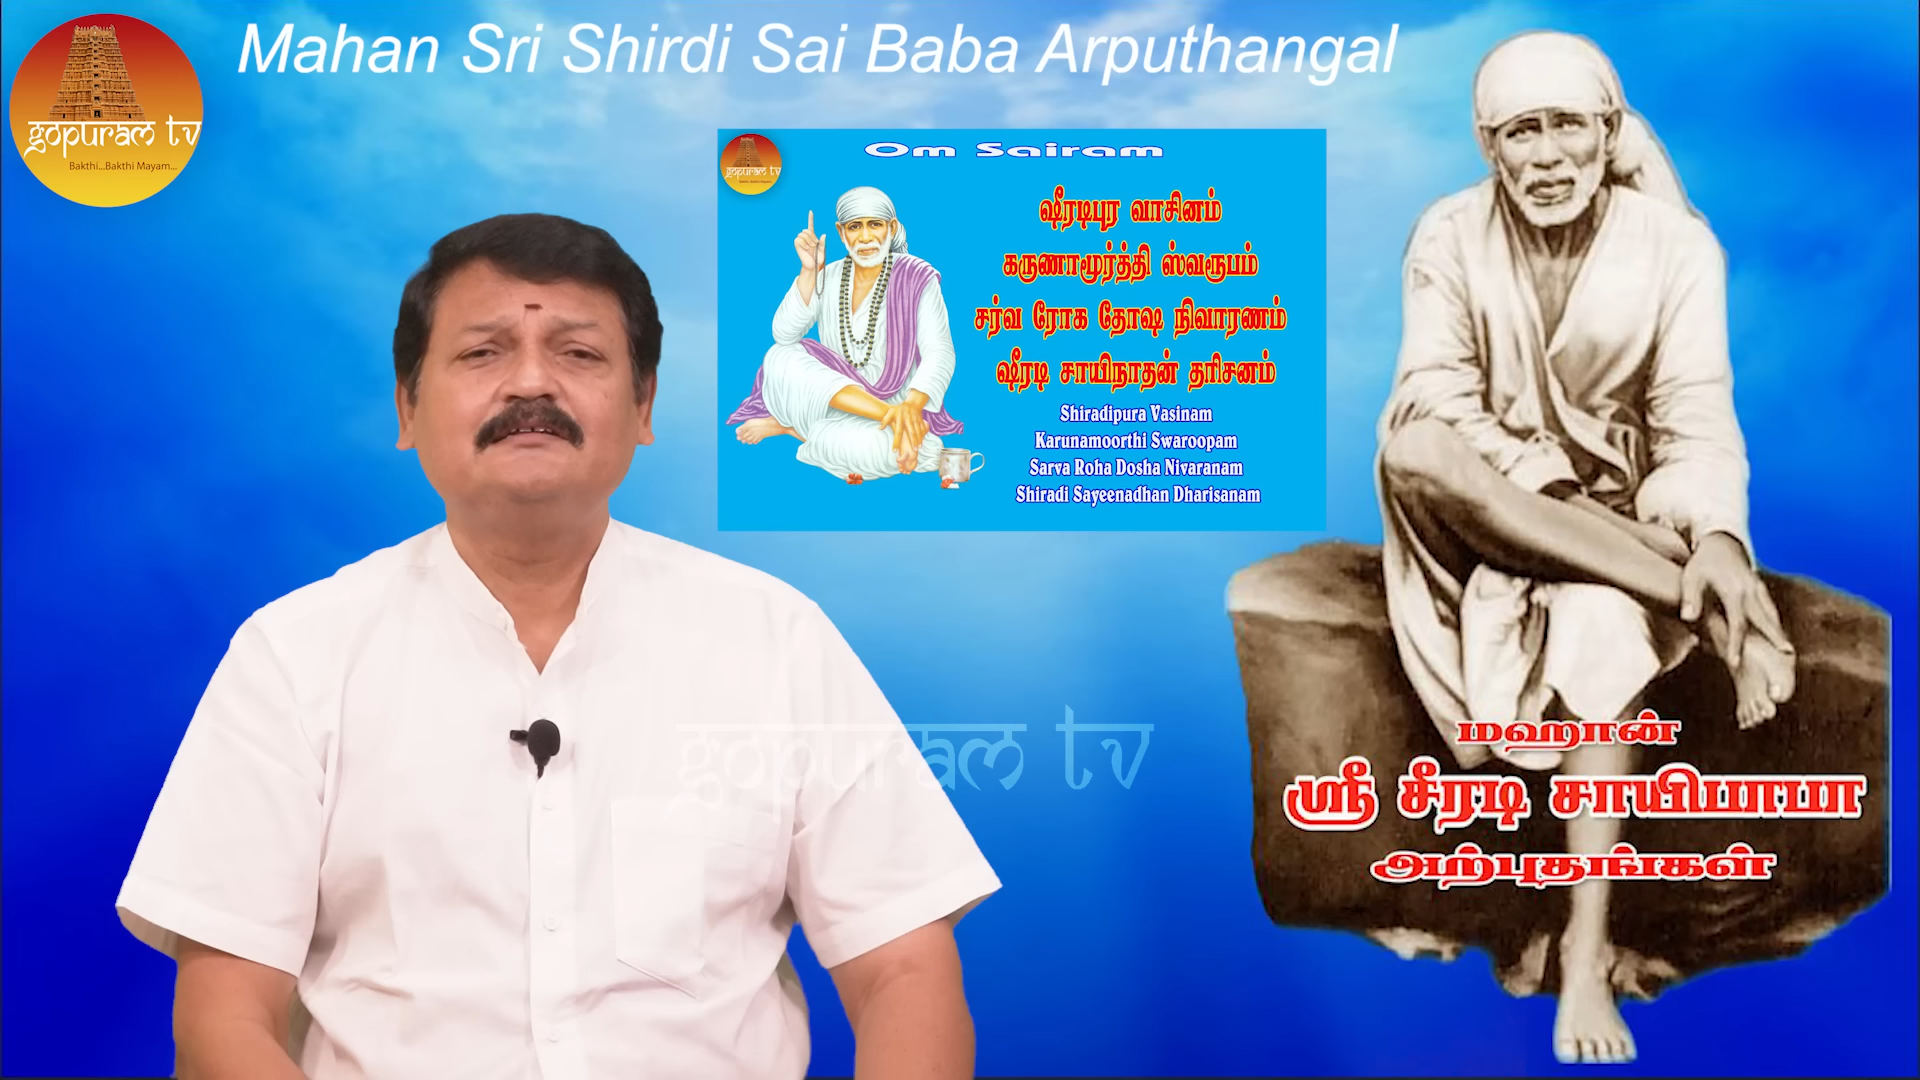 Mahan Sri Shirdi Sai Baba Arputhangal
gopuram tv
Bakthi...Bakthi Mayam...
gopuram tv
Om Sairam
ஷீரடிபுர வாசினம்
கருணாமூர்த்தி ஸ்வரூபம்
சர்வ ரோக தோஷ நிவாரணம்
ஷீரடி சாயிநாதன் தரிசனம்
Shiradipura Vasinam
Karunamoorthi Swaroopam
Sarva Roha Dosha Nivaranam
Shiradi Sayeenadhan Dharisanam
gopuram tv
மஹான்
ஸ்ரீ சீரடி சாயிபாபா
அற்புதங்கள்